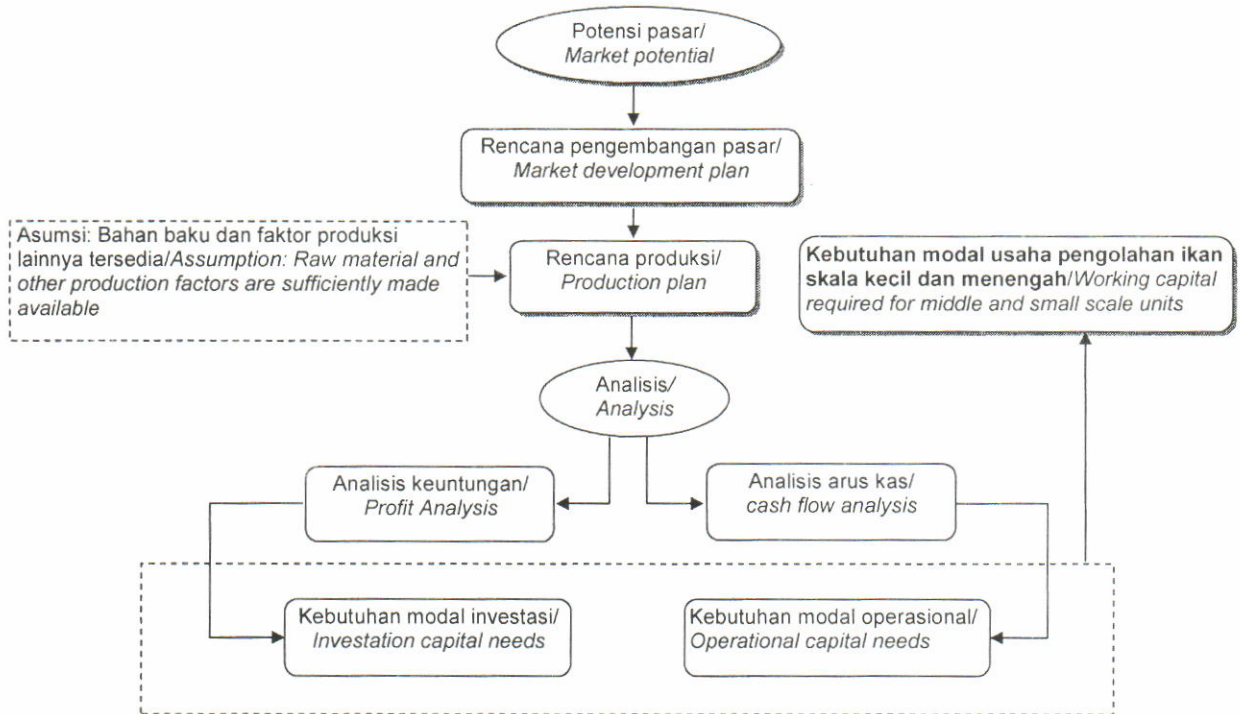 Potensi pasar/
Market potential
Rencana pengembangan pasar/
Market development plan
Asumsi: Bahan baku dan faktor produksi
lainnya tersedia/Assumption: Raw material and
other production factors are sufficiently made
available
Rencana produksi/
Production plan
Kebutuhan modal usaha pengolahan ikan
skala kecil dan menengah/Working capital
required for middle and small scale units
Analisis/
Analysis
Analisis keuntungan/
Profit Analysis
Analisis arus kas/
cash flow analysis
Kebutuhan modal investasi/
Investation capital needs
Kebutuhan modal operasional/
Operational capital needs